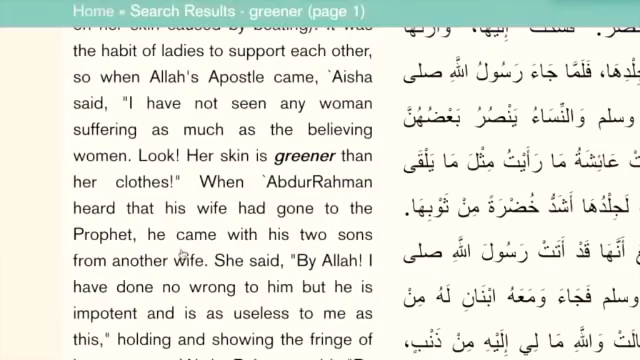 Home » Search Results - greener (page 1)
on her skin caused by beating). It was
the habit of ladies to support each other,
so when Allah's Apostle came, `Aisha
said, "I have not seen any woman
suffering as much as the believing
women. Look! Her skin is greener than
her clothes!" When `AbdurRahman
heard that his wife had gone to the
Prophet, he came with his two sons
from another wife. She said, "By Allah! I
have done no wrong to him but he is
impotent and is as useless to me as
this," holding and showing the fringe of
جِلْدِهَا، فَلَمَّا جَاءَ رَسُولُ اللَّهِ صلى
وسلم وَالنِّسَاءُ يَنْصُرُ بَعْضُهُنَّ
عَائِشَةُ مَا رَأَيْتُ مِثْلَ مَا يَلْقَى
لَجِلْدُهَا أَشَدُّ خُضْرَةً مِنْ ثَوْبِهَا.
أَنَّهَا قَدْ أَتَتْ رَسُولَ اللَّهِ صلى
وسلم فَجَاءَ وَمَعَهُ ابْنَانِ لَهُ مِنْ
وَاللَّهِ مَا لِي إِلَيْهِ مِنْ ذَنْبٍ،